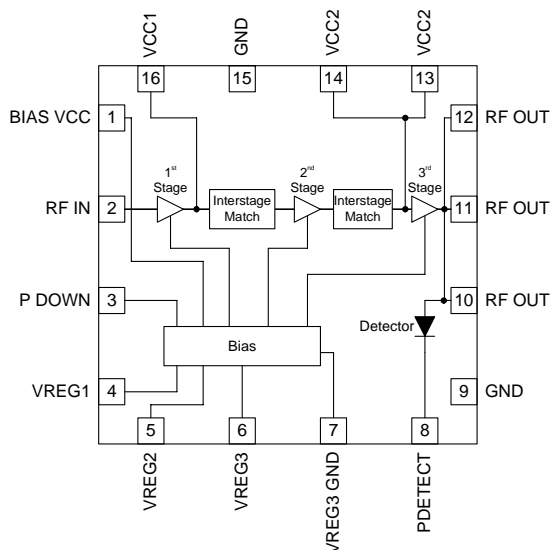 VCC1
GND
VCC2
VCC2
16
15
14
13
BIAS VCC
1
12
RF OUT
1st
Stage
2nd
Stage
3rd
Stage
RF IN
2
Interstage
Match
Interstage
Match
11
RF OUT
P DOWN
3
10
RF OUT
Detector
Bias
VREG1
4
9
GND
5
6
7
8
VREG2
VREG3
VREG3 GND
PDETECT